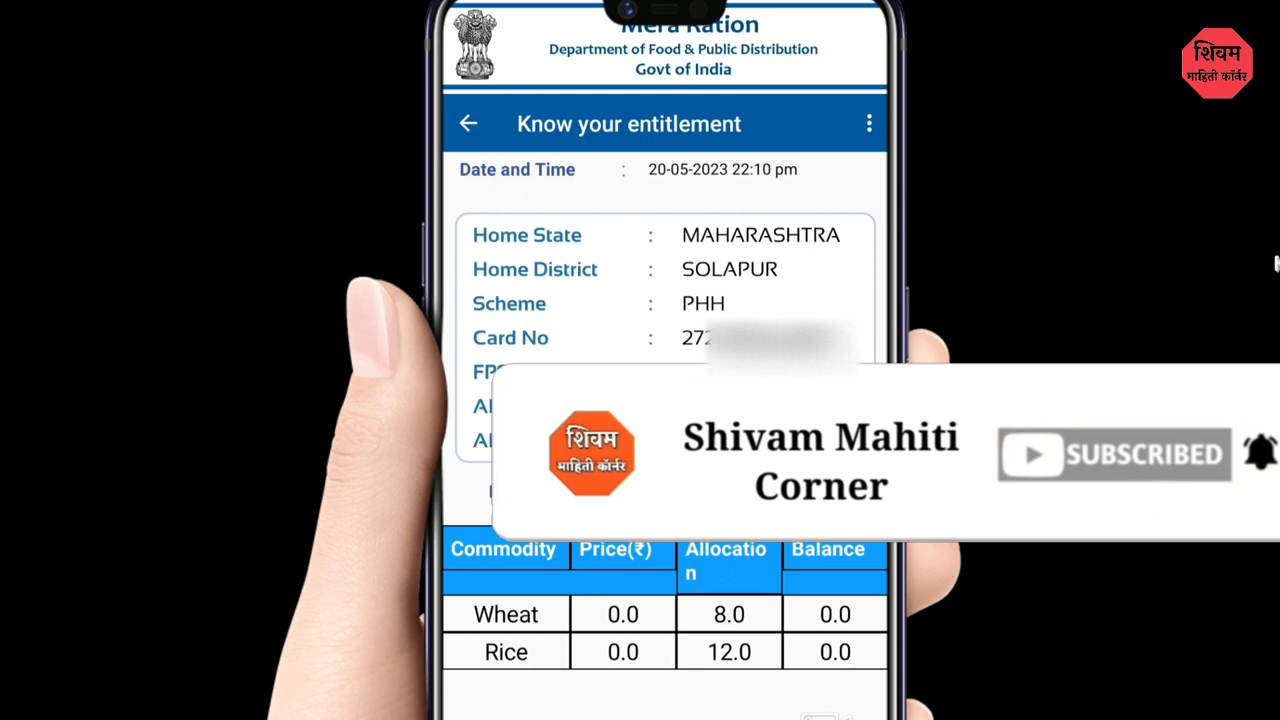 Mera Ration
Department of Food & Public Distribution
Govt of India
शिवम
माहिती कॉर्नर
Know your entitlement
Date and Time : 20-05-2023 22:10 pm
Home State : MAHARASHTRA
Home District : SOLAPUR
Scheme : PHH
Card No : 272
शिवम
माहिती कॉर्नर
Shivam Mahiti
Corner
SUBSCRIBED
Commodity Price(₹) Allocatio
n Balance
Wheat 0.0 8.0 0.0
Rice 0.0 12.0 0.0